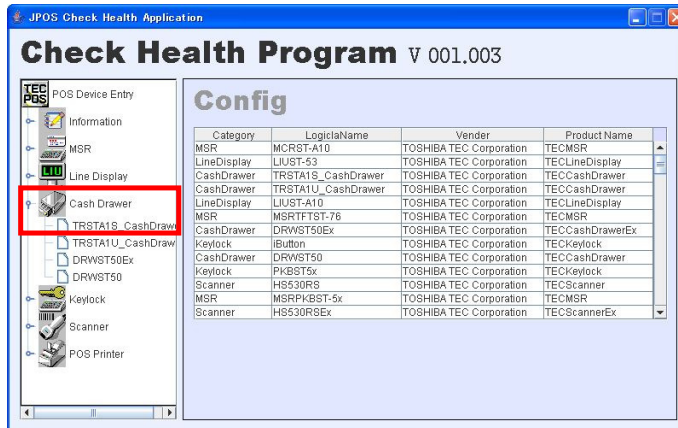 JPOS Check Health Application
Check Health Program V 001.003
TEC POS
POS Device Entry
Information
MSR
LIU
Line Display
Cash Drawer
TRSTA1S_CashDraw
TRSTA1U_CashDraw
DRWST50Ex
DRWST50
Keylock
Scanner
POS Printer
Config
Category LogiclaName Vender Product Name
MSR MCRST-A10 TOSHIBA TEC Corporation TECMSR
LineDisplay LIUST-53 TOSHIBA TEC Corporation TECLineDisplay
CashDrawer TRSTA1S_CashDrawer TOSHIBA TEC Corporation TECCashDrawer
CashDrawer TRSTA1U_CashDrawer TOSHIBA TEC Corporation TECCashDrawer
LineDisplay LIUST-A10 TOSHIBA TEC Corporation TECLineDisplay
MSR MSRTFTST-76 TOSHIBA TEC Corporation TECMSR
CashDrawer DRWST50Ex TOSHIBA TEC Corporation TECCashDrawerEx
Keylock iButton TOSHIBA TEC Corporation TECKeylock
CashDrawer DRWST50 TOSHIBA TEC Corporation TECCashDrawer
Keylock PKBST5x TOSHIBA TEC Corporation TECKeylock
Scanner HS530RS TOSHIBA TEC Corporation TECScanner
MSR MSRPKBST-5x TOSHIBA TEC Corporation TECMSR
Scanner HS530RSEx TOSHIBA TEC Corporation TECScannerEx